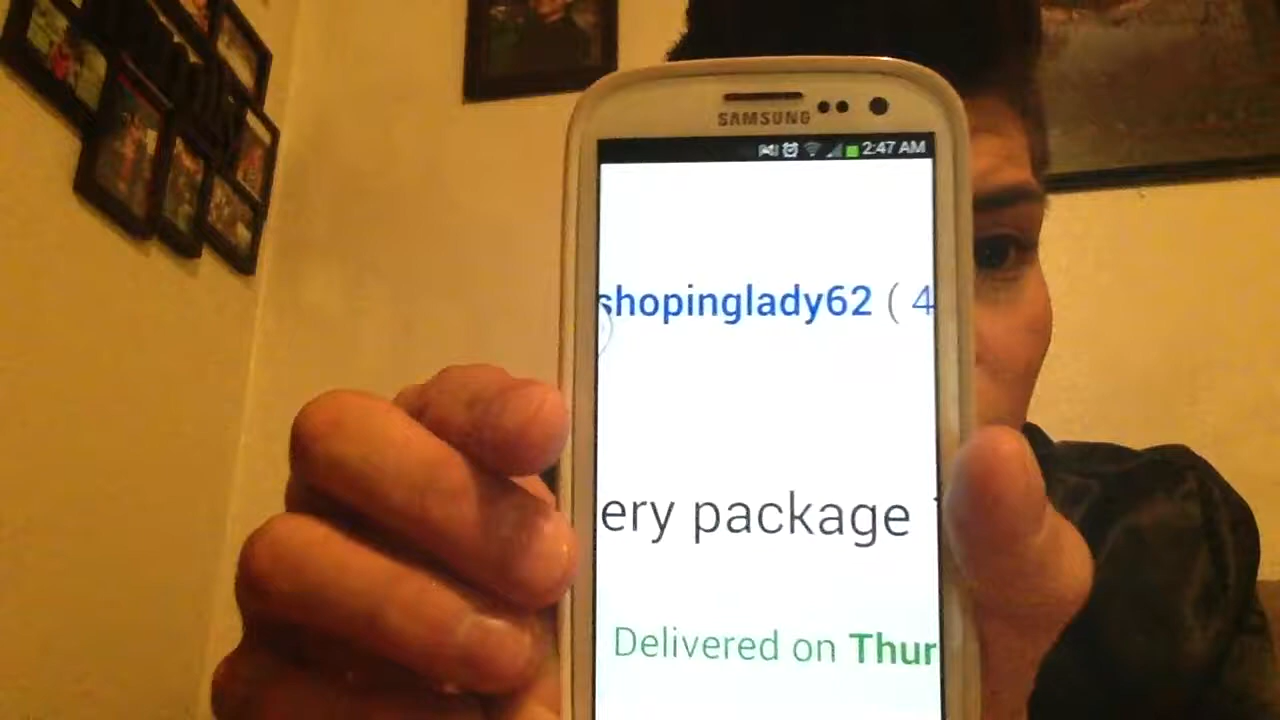 SAMSUNG
2:47 AM
shopinglady62 ( 4
ery package
Delivered on Thur